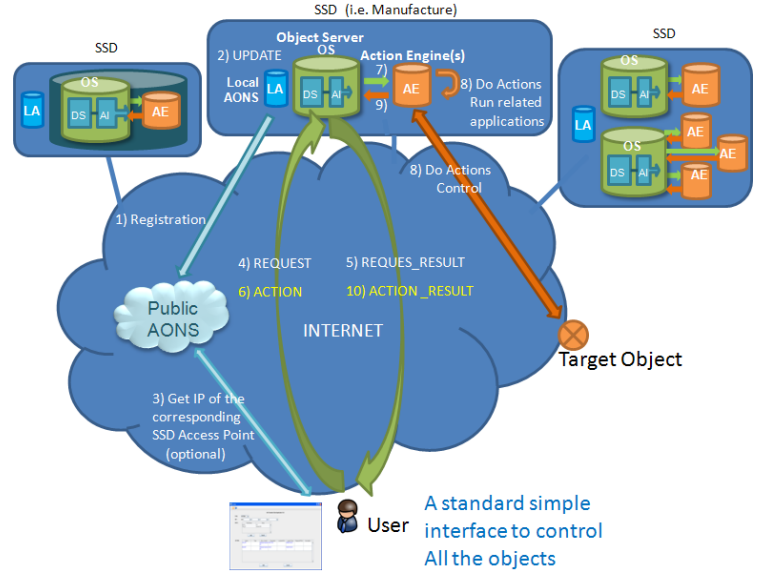 SSD (i.e. Manufacture)
SSD
SSD
Object Server
2) UPDATE
OS
Action Engine(s)
Local
AONS
LA
DS
AI
7)
9)
AE
8) Do Actions
Run related
applications
LA
OS
DS
AI
AE
LA
OS
DS
AI
AE
OS
DS
AI
AE
AE
AE
8) Do Actions
Control
1) Registration
4) REQUEST
5) REQUES_RESULT
6) ACTION
10) ACTION _RESULT
Public
AONS
INTERNET
Target Object
3) Get IP of the
corresponding
SSD Access Point
(optional)
User
A standard simple
interface to control
All the objects